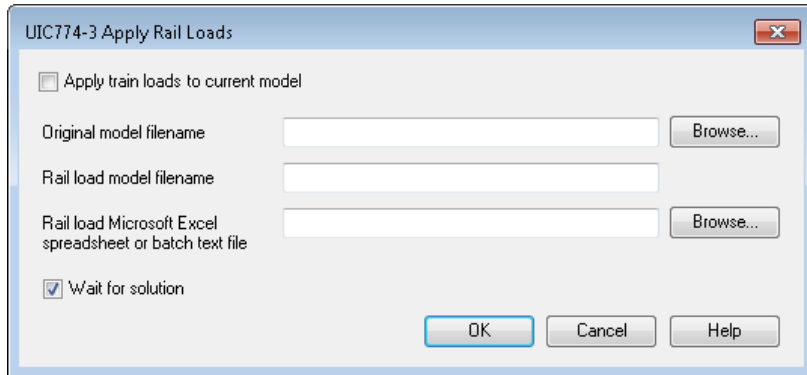 UIC774-3 Apply Rail Loads
Apply train loads to current model
Original model filename
Browse...
Rail load model filename
Rail load Microsoft Excel
spreadsheet or batch text file
Browse...
Wait for solution
OK
Cancel
Help